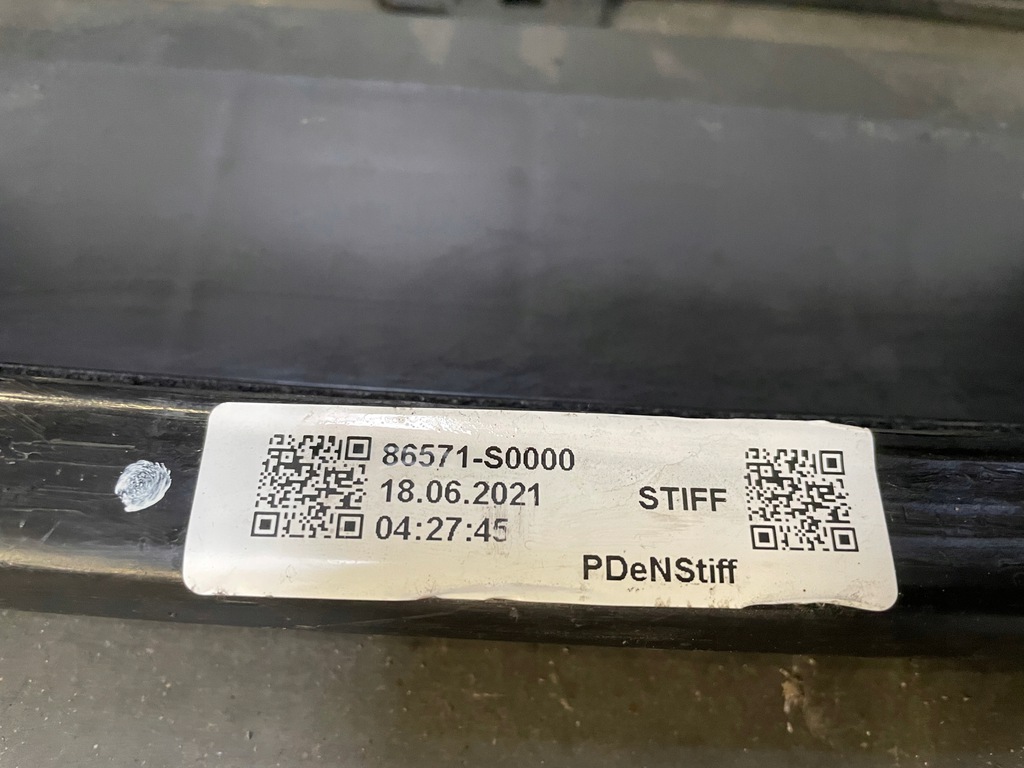 86571-S0000
18.06.2021
04:27:45
STIFF
PDeNStiff